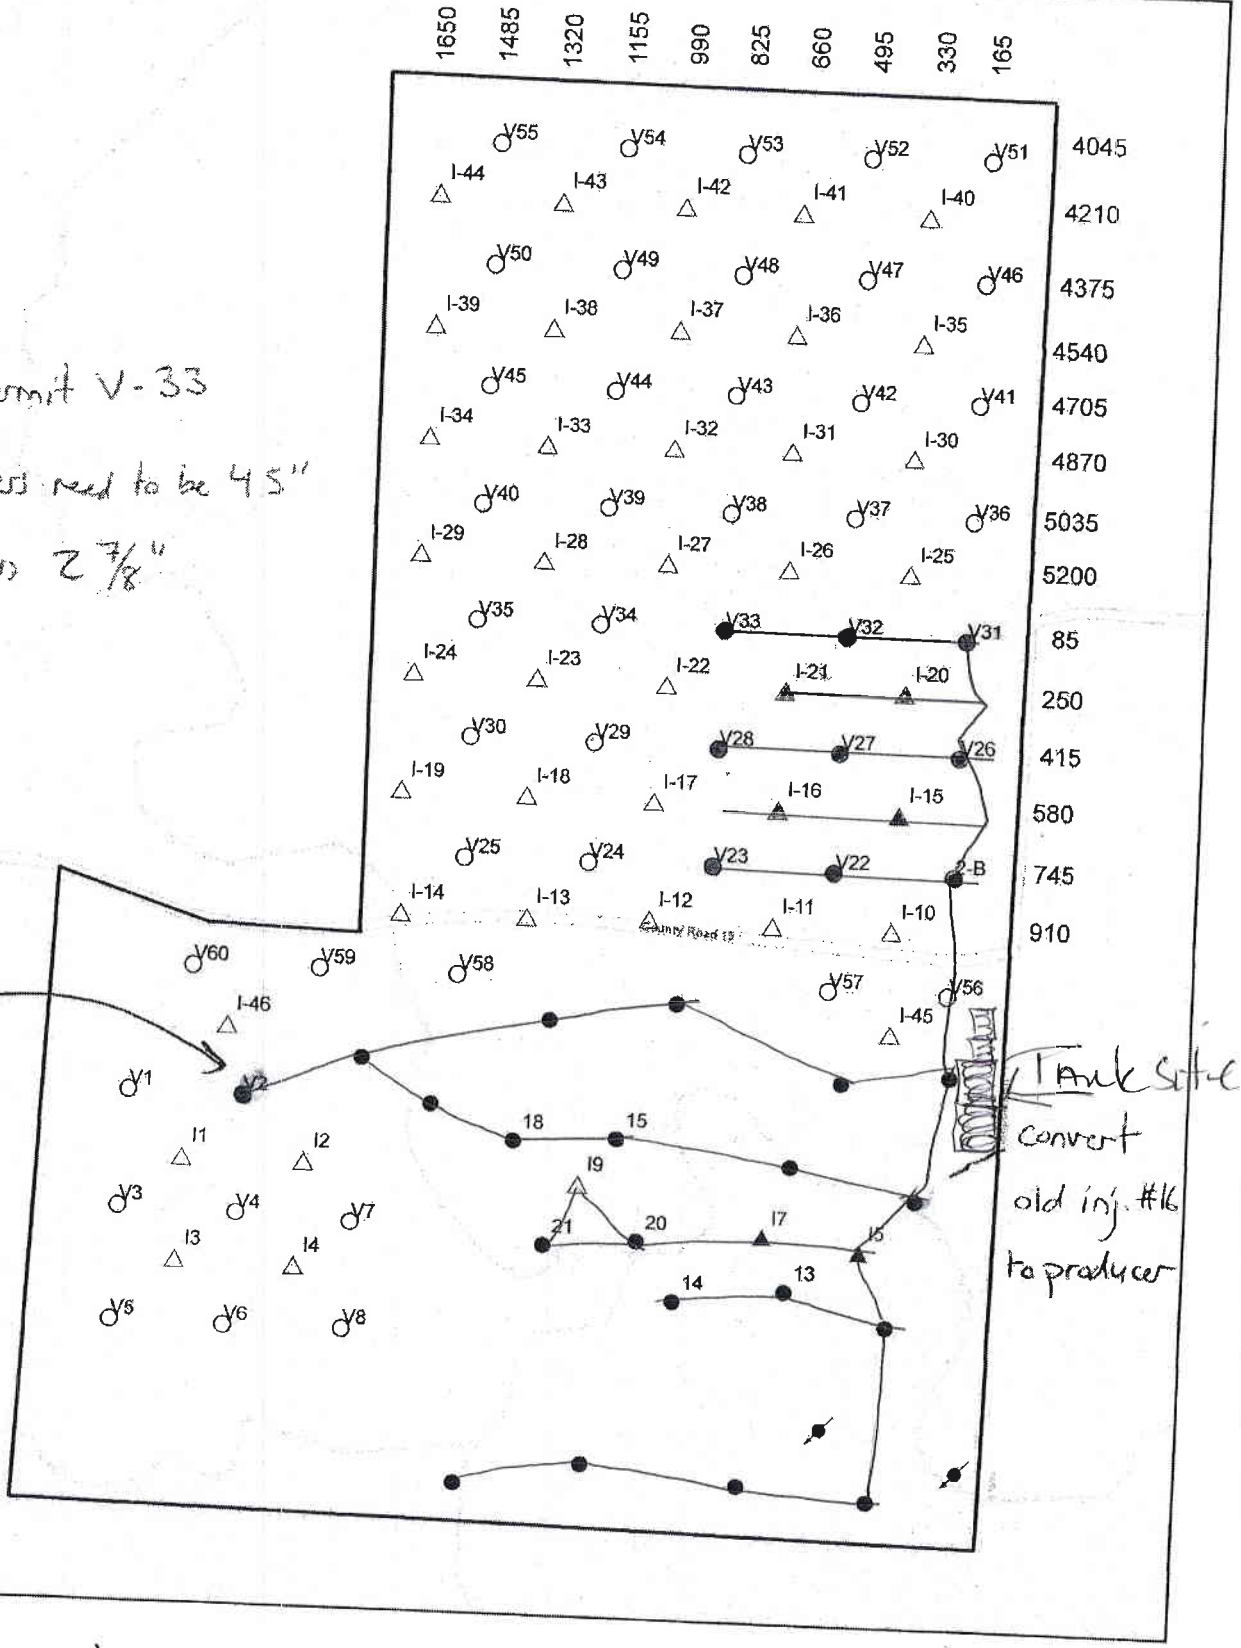 1650 1485 1320 1155 990 825 660 495 330 165
V55 V54 V53 V52 V51 4045
I-44 I-43 I-42 I-41 I-40 4210
V50 V49 V48 V47 V46 4375
I-39 I-38 I-37 I-36 I-35 4540
V45 V44 V43 V42 V41 4705
I-34 I-33 I-32 I-31 I-30 4870
V40 V39 V38 V37 V36 5035
I-29 I-28 I-27 I-26 I-25 5200
V35 V34 V33 V32 V31 85
I-24 I-23 I-22 I-21 I-20 250
V30 V29 V28 V27 V26 415
I-19 I-18 I-17 I-16 I-15 580
V25 V24 V23 V22 2-B 745
I-14 I-13 I-12 I-11 I-10 910
County Road 15
V60 V59 V58 V57 V56
I-46 I-45
V1 V2
18 15
I1 I2 I9
V3 V4 V7 21 20 I7 I5
I3 I4 14 13
V5 V6 V8
V-33
need to be 4 5"
2 7/8"
Tank Site
convert
old inj. #16
to producer